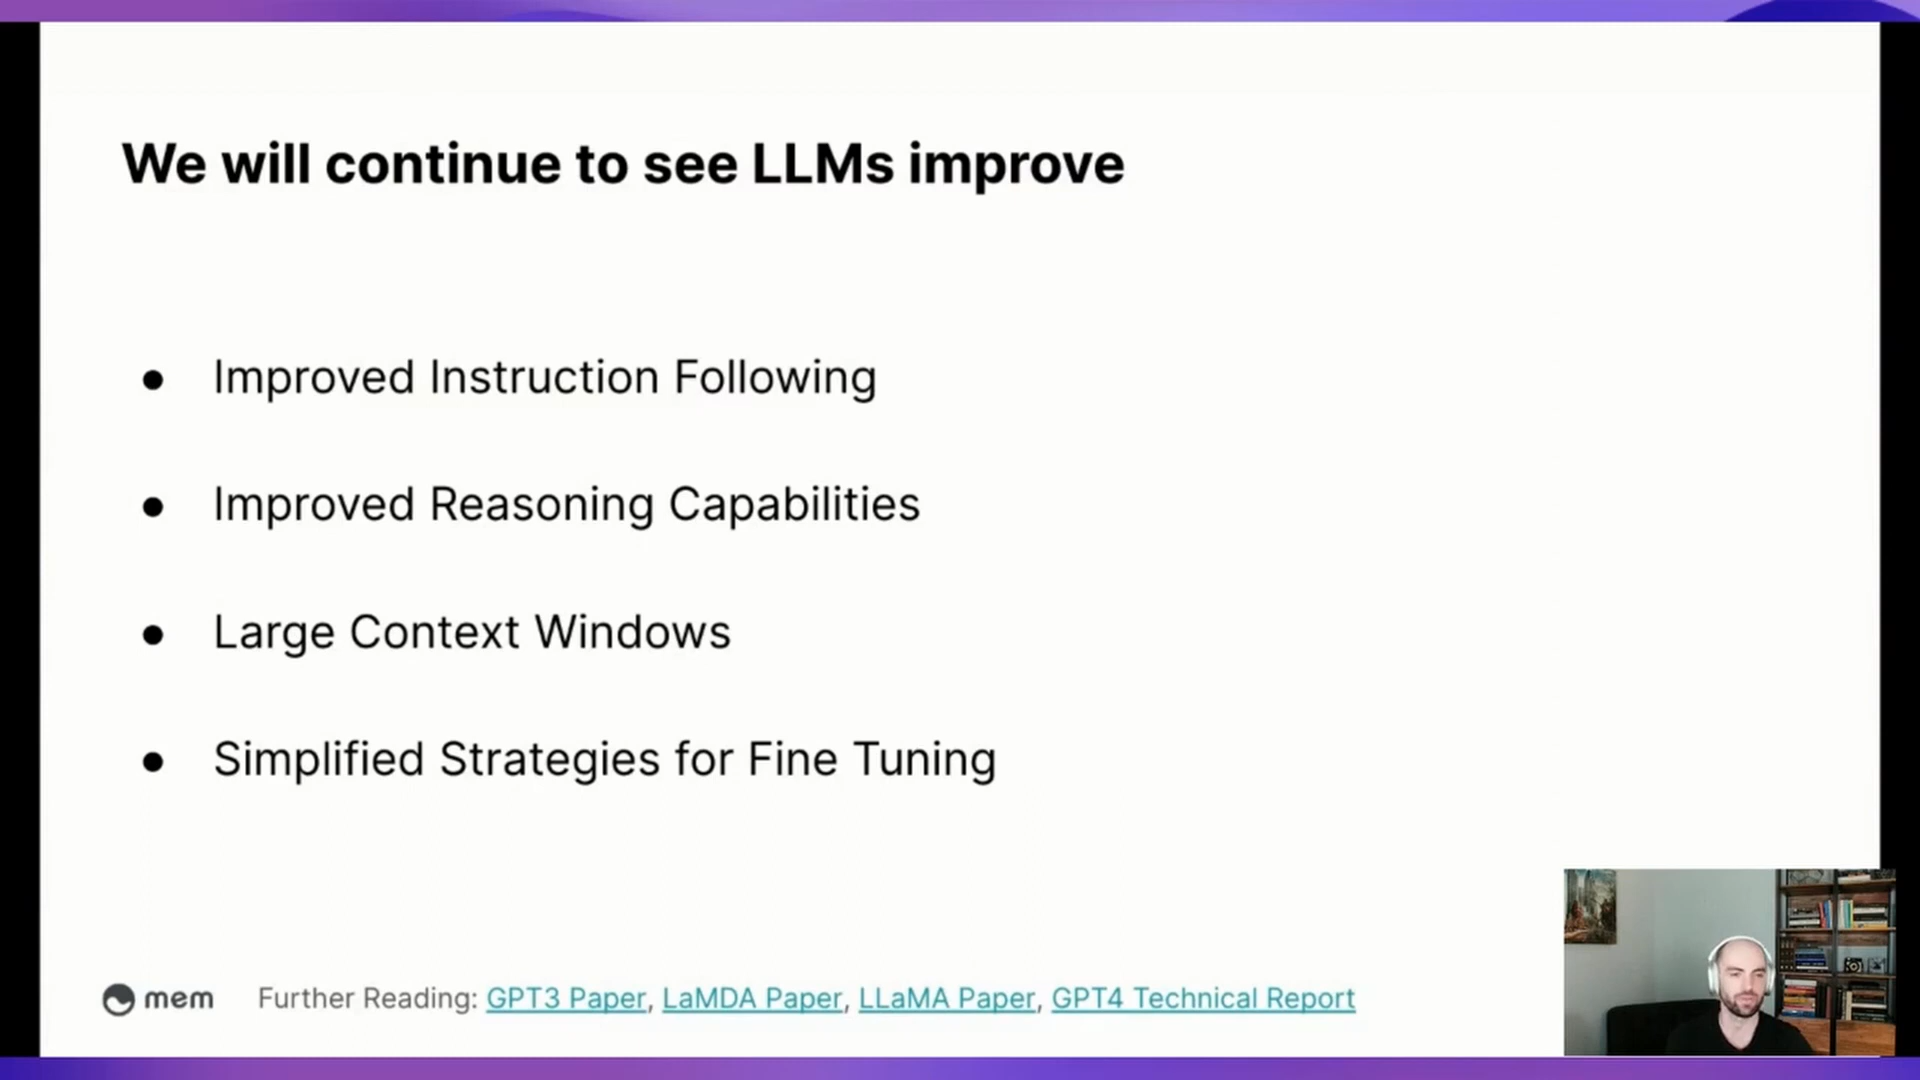 We will continue to see LLMs improve
● Improved Instruction Following
● Improved Reasoning Capabilities
● Large Context Windows
● Simplified Strategies for Fine Tuning
mem Further Reading: GPT3 Paper, LaMDA Paper, LLaMA Paper, GPT4 Technical Report